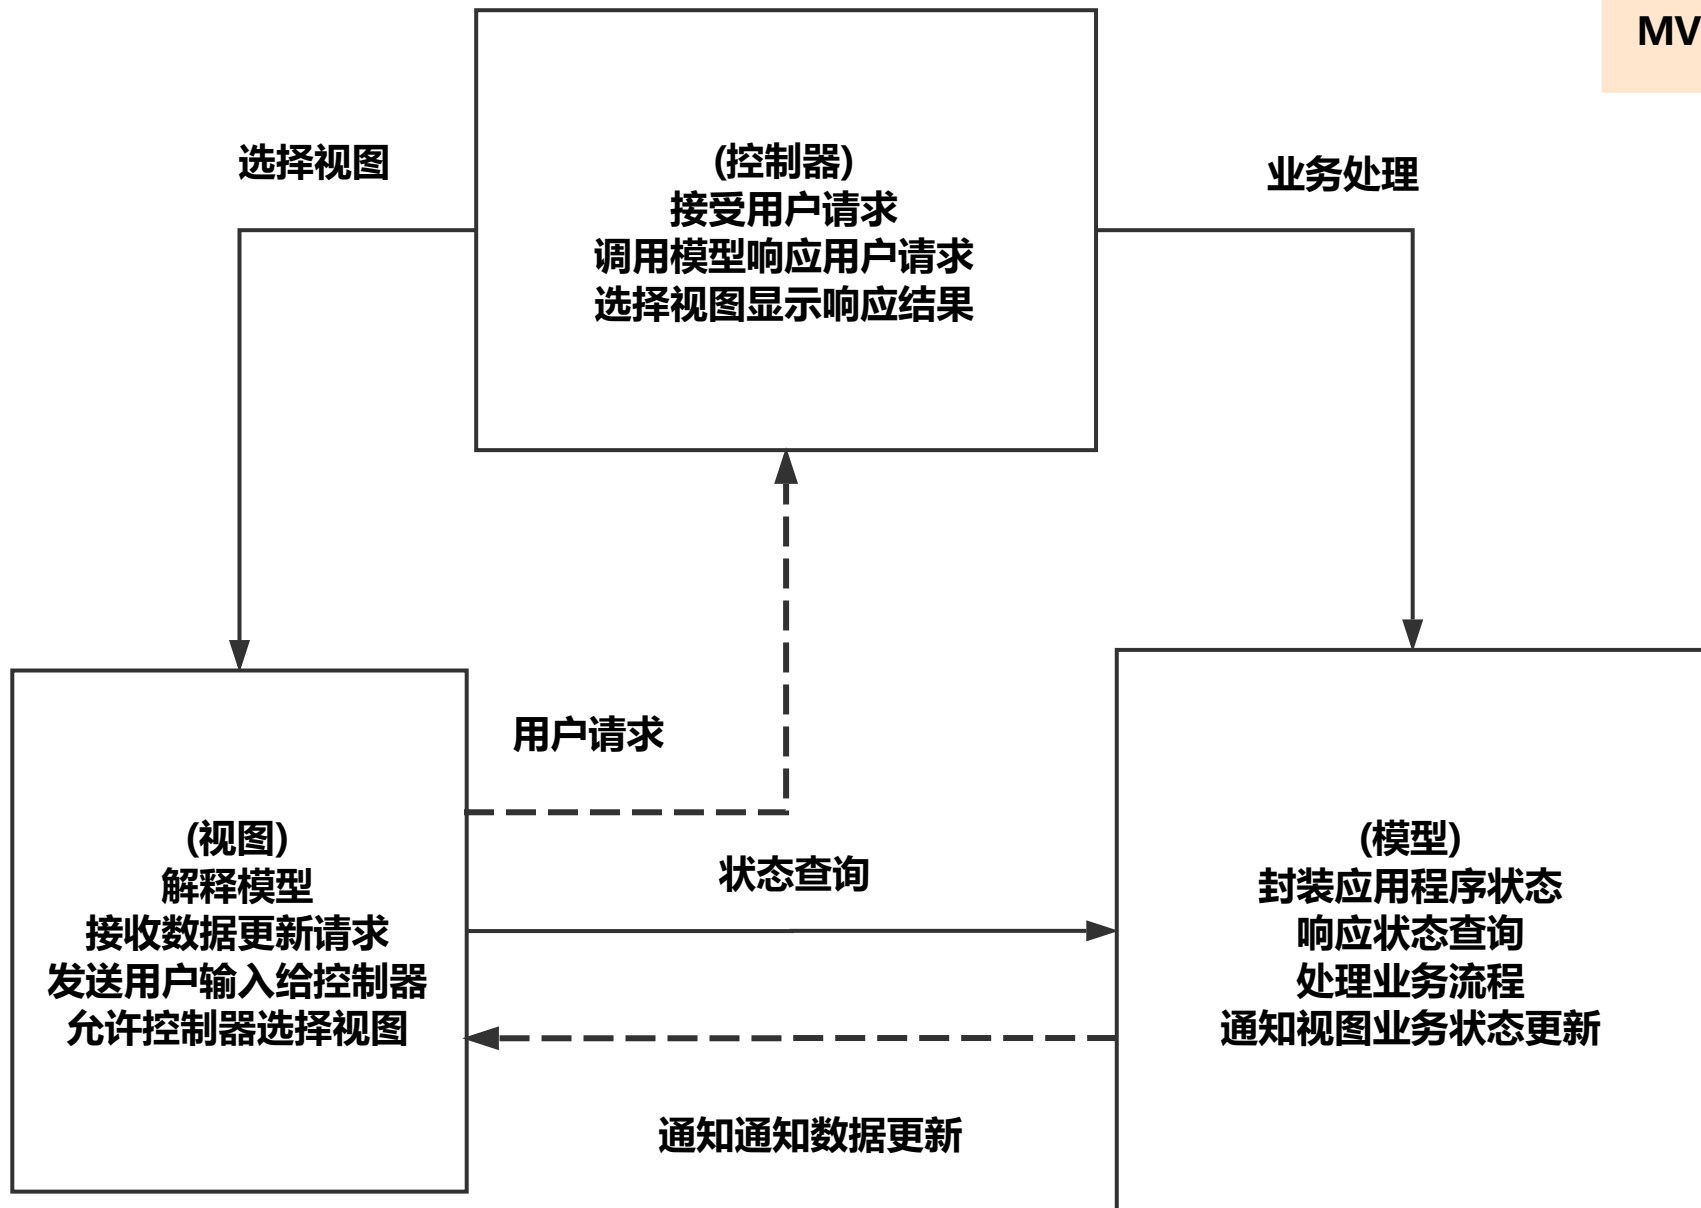 MV
选择视图
(控制器)
接受用户请求
调用模型响应用户请求
选择视图显示响应结果
业务处理
用户请求
(视图)
解释模型
接收数据更新请求
发送用户输入给控制器
允许控制器选择视图
状态查询
(模型)
封装应用程序状态
响应状态查询
处理业务流程
通知视图业务状态更新
通知通知数据更新